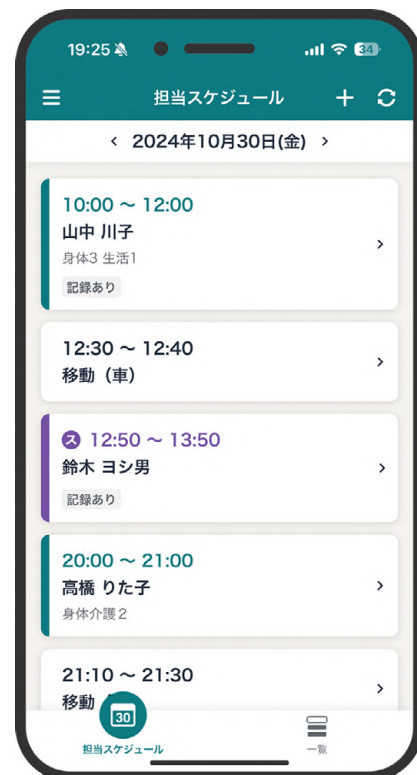 19:25
34
担当スケジュール
2024年10月30日(金)
10:00 〜 12:00
山中 川子
身体3 生活1
記録あり
12:30 〜 12:40
移動（車）
ス 12:50 〜 13:50
鈴木 ヨシ男
記録あり
20:00 〜 21:00
高橋 りた子
身体介護2
21:10 〜 21:30
移動
30
担当スケジュール
一覧